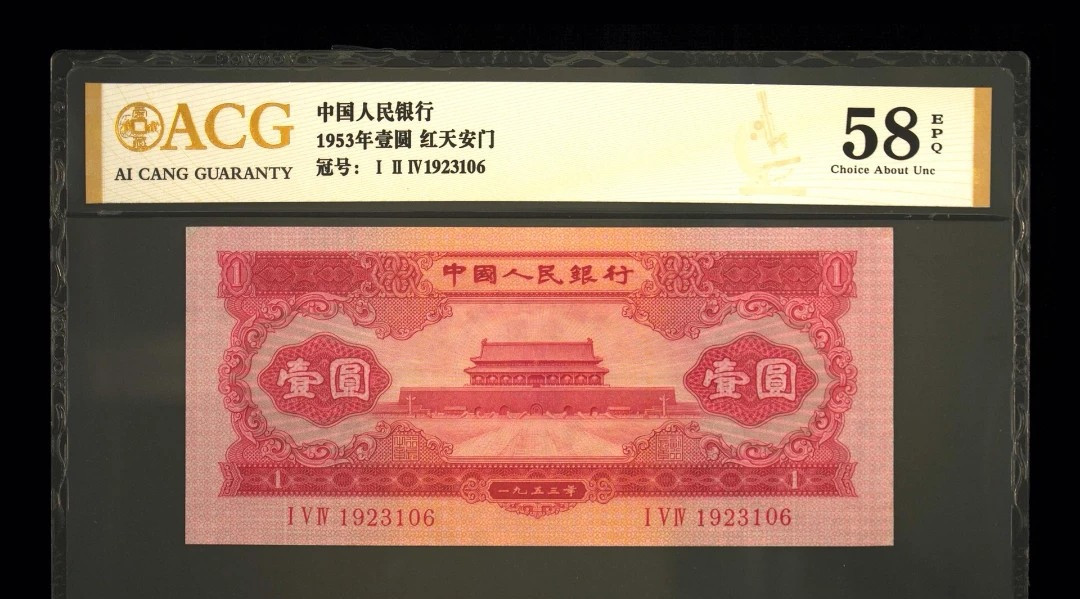 ACG
AI CANG GUARANTY
中国人民银行
1953年壹圆 红天安门
冠号: Ⅰ Ⅱ Ⅳ1923106
58
EPQ
Choice About Unc
1 中國人民銀行 1
壹圓 壹圓
1 一九五三年 1
Ⅰ Ⅴ Ⅳ 1923106 Ⅰ Ⅴ Ⅳ 1923106